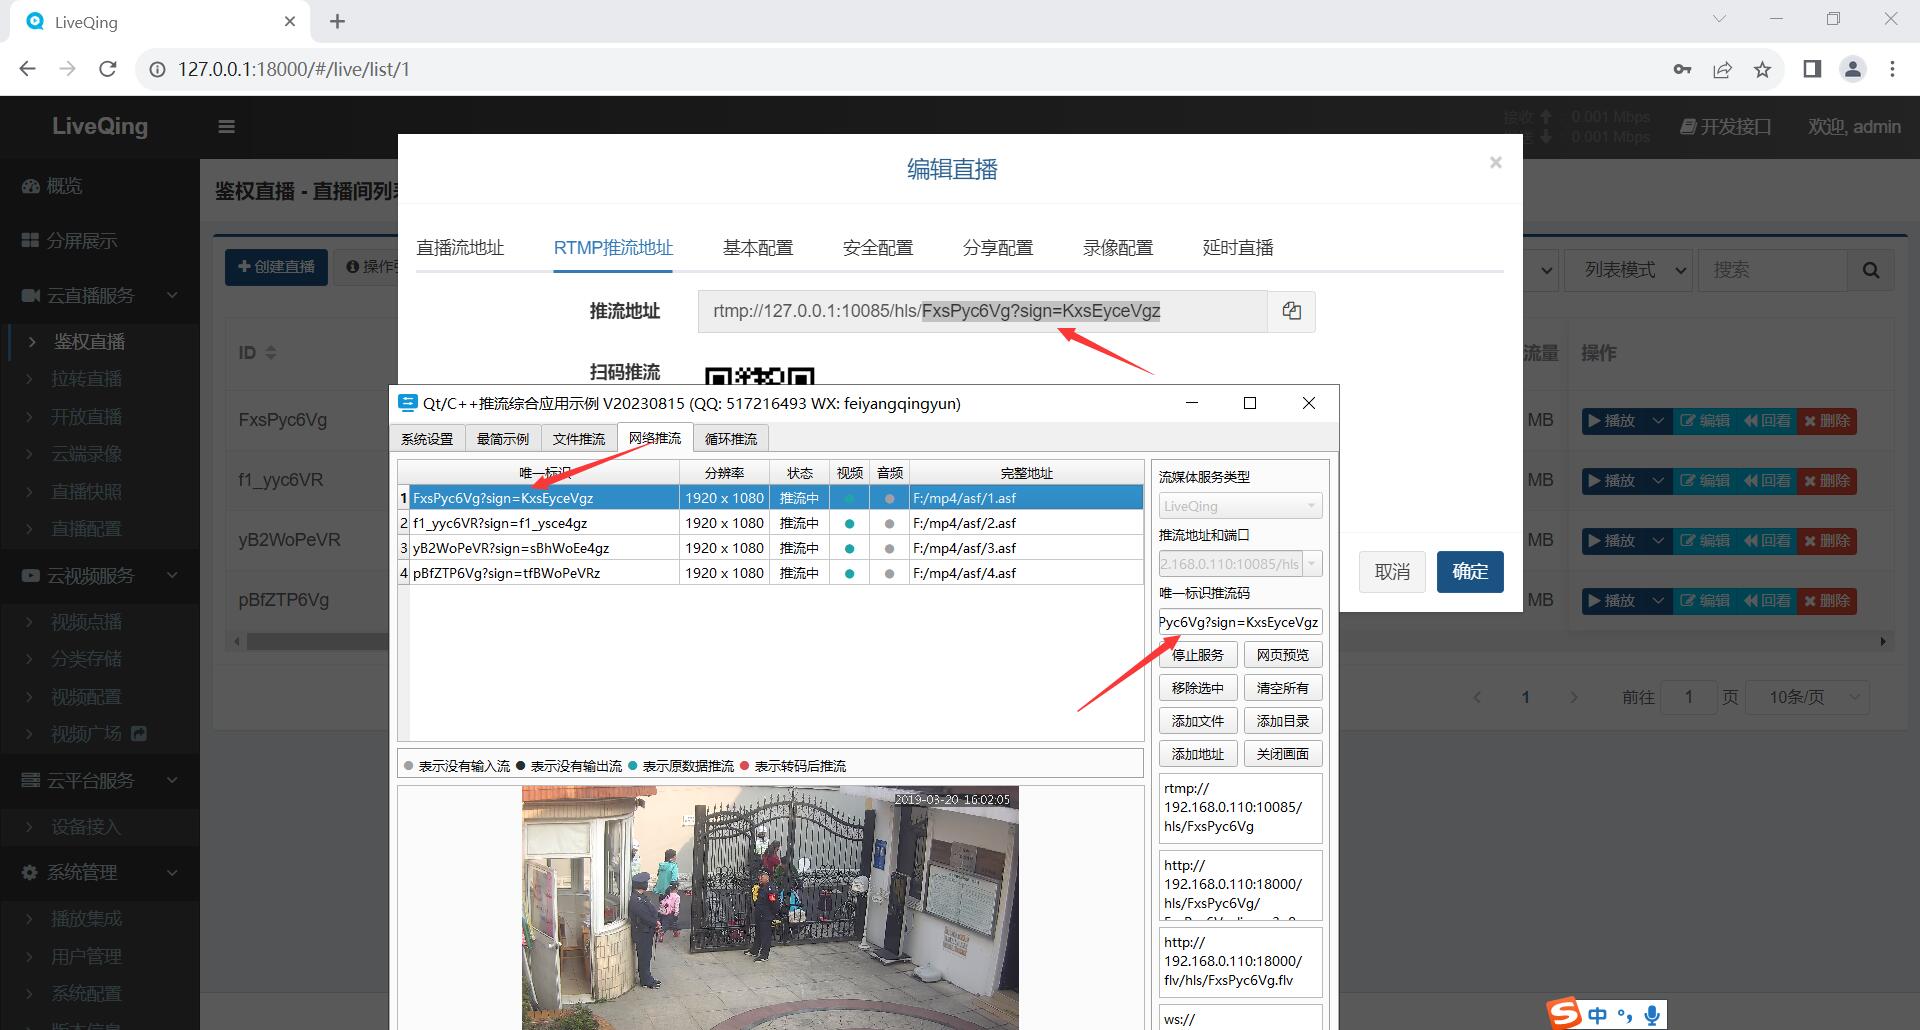 LiveQing
127.0.0.1:18000/#/live/list/1
LiveQing
接收 0.001 Mbps
0.001 Mbps
开发接口
欢迎, admin
概览
分屏展示
云直播服务
鉴权直播
拉转直播
开放直播
云端录像
直播快照
直播配置
云视频服务
视频点播
分类存储
视频配置
视频广场
云平台服务
设备接入
系统管理
播放集成
用户管理
系统配置
版本信息
鉴权直播 - 直播间列表
创建直播
操作
列表模式
搜索
ID
流量
操作
FxsPyc6Vg
MB
播放 编辑 回看 删除
f1_yyc6VR
MB
播放 编辑 回看 删除
yB2WoPeVR
MB
播放 编辑 回看 删除
pBfZTP6Vg
MB
播放 编辑 回看 删除
1
前往 1 页
10条/页
编辑直播
×
直播流地址
RTMP推流地址
基本配置
安全配置
分享配置
录像配置
延时直播
推流地址
rtmp://127.0.0.1:10085/hls/FxsPyc6Vg?sign=KxsEyceVgz
扫码推流
取消
确定
Qt/C++推流综合应用示例 V20230815 (QQ: 517216493 WX: feiyangqingyun)
系统设置
最简示例
文件推流
网络推流
循环推流
唯一标识 分辨率 状态 视频 音频 完整地址
1 FxsPyc6Vg?sign=KxsEyceVgz 1920 x 1080 推流中 F:/mp4/asf/1.asf
2 f1_yyc6VR?sign=f1_ysce4gz 1920 x 1080 推流中 F:/mp4/asf/2.asf
3 yB2WoPeVR?sign=sBhWoEe4gz 1920 x 1080 推流中 F:/mp4/asf/3.asf
4 pBfZTP6Vg?sign=tfBWoPeVRz 1920 x 1080 推流中 F:/mp4/asf/4.asf
表示没有输入流 表示没有输出流 表示原数据推流 表示转码后推流
2019-03-20 16:02:05
流媒体服务类型
LiveQing
推流地址和端口
2.168.0.110:10085/hls
唯一标识推流码
Pyc6Vg?sign=KxsEyceVgz
停止服务
网页预览
移除选中
清空所有
添加文件
添加目录
添加地址
关闭画面
rtmp://
192.168.0.110:10085/
hls/FxsPyc6Vg
http://
192.168.0.110:18000/
hls/FxsPyc6Vg/
http://
192.168.0.110:18000/
flv/hls/FxsPyc6Vg.flv
ws://
中